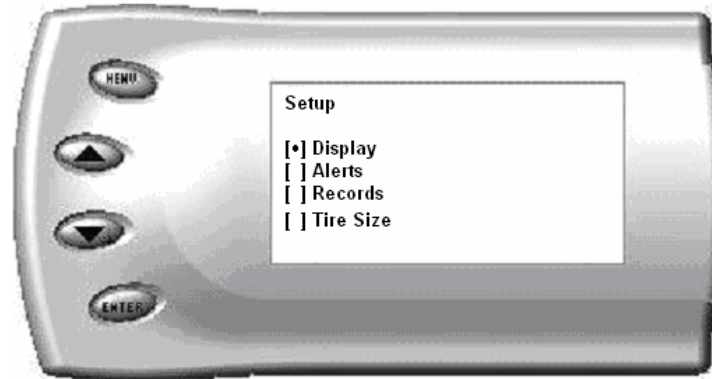 MENU
Setup
[•] Display
[ ] Alerts
[ ] Records
[ ] Tire Size
ENTER